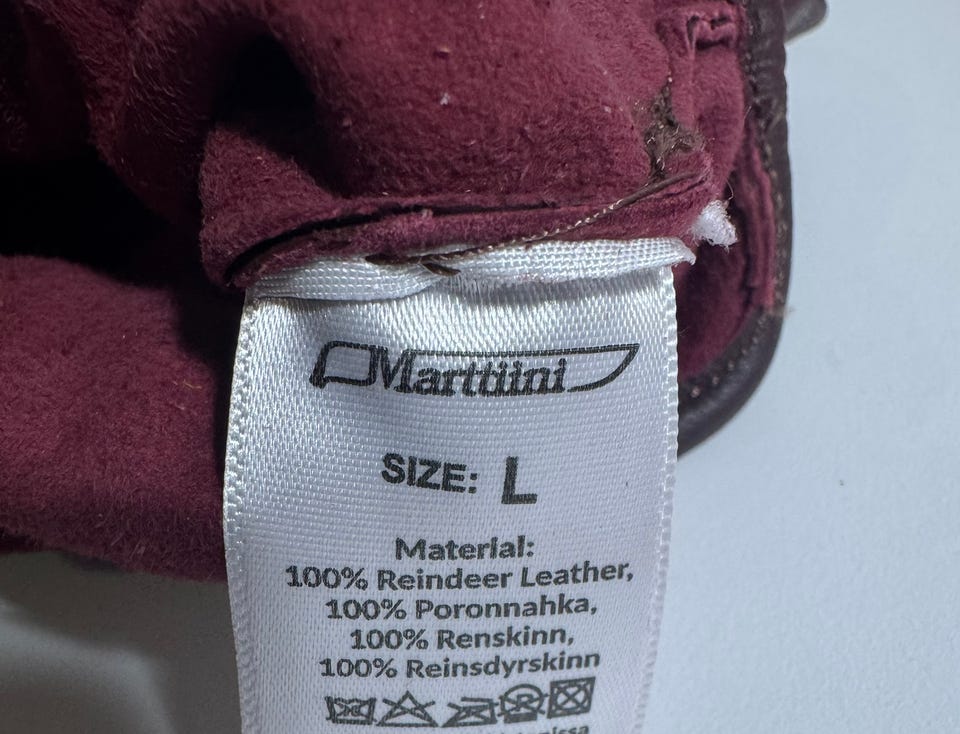 Marttiini
SIZE: L
Material:
100% Reindeer Leather,
100% Poronnahka,
100% Renskinn,
100% Reinsdyrskinn